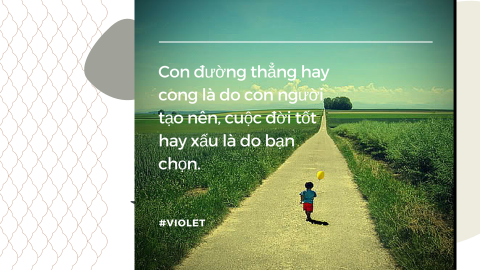 Con đường thẳng hay
cong là do con người
tạo nên, cuộc đời tốt
hay xấu là do bạn
chọn.
#VIOLET